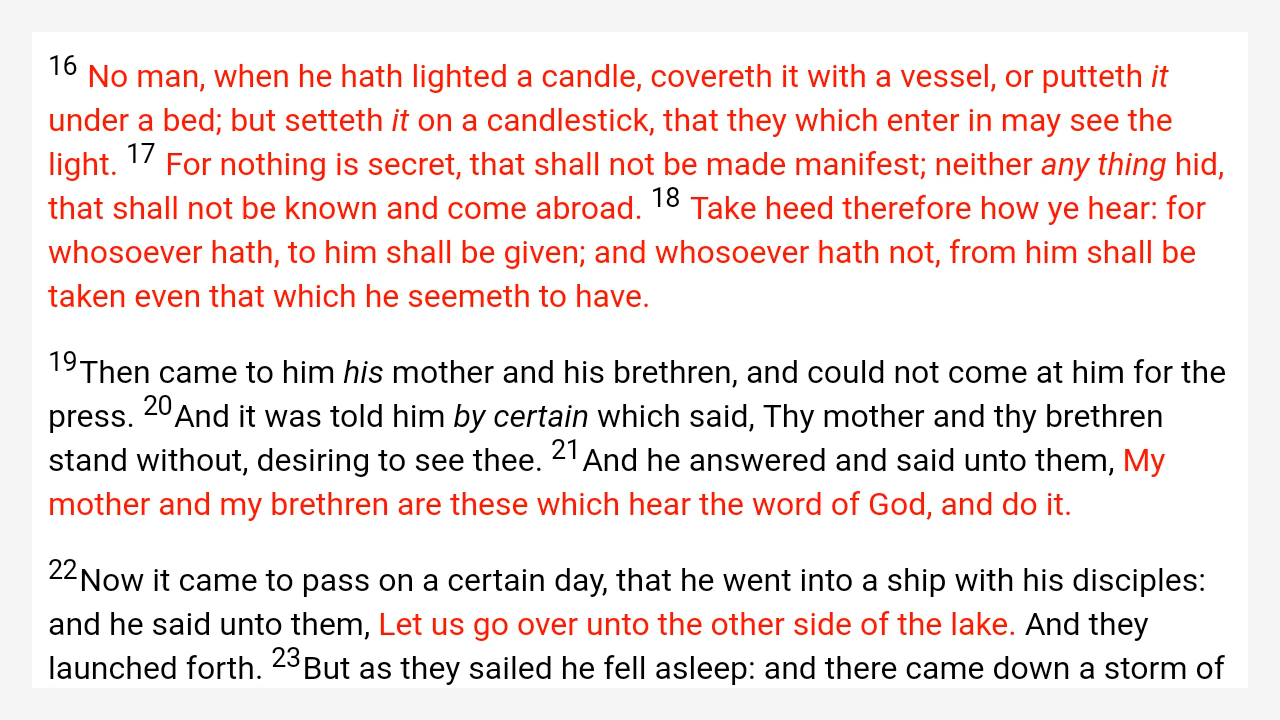 16 No man, when he hath lighted a candle, covereth it with a vessel, or putteth it
under a bed; but setteth it on a candlestick, that they which enter in may see the
light. 17 For nothing is secret, that shall not be made manifest; neither any thing hid,
that shall not be known and come abroad. 18 Take heed therefore how ye hear: for
whosoever hath, to him shall be given; and whosoever hath not, from him shall be
taken even that which he seemeth to have.
19Then came to him his mother and his brethren, and could not come at him for the
press. 20And it was told him by certain which said, Thy mother and thy brethren
stand without, desiring to see thee. 21And he answered and said unto them, My
mother and my brethren are these which hear the word of God, and do it.
22Now it came to pass on a certain day, that he went into a ship with his disciples:
and he said unto them, Let us go over unto the other side of the lake. And they
launched forth. 23But as they sailed he fell asleep: and there came down a storm of